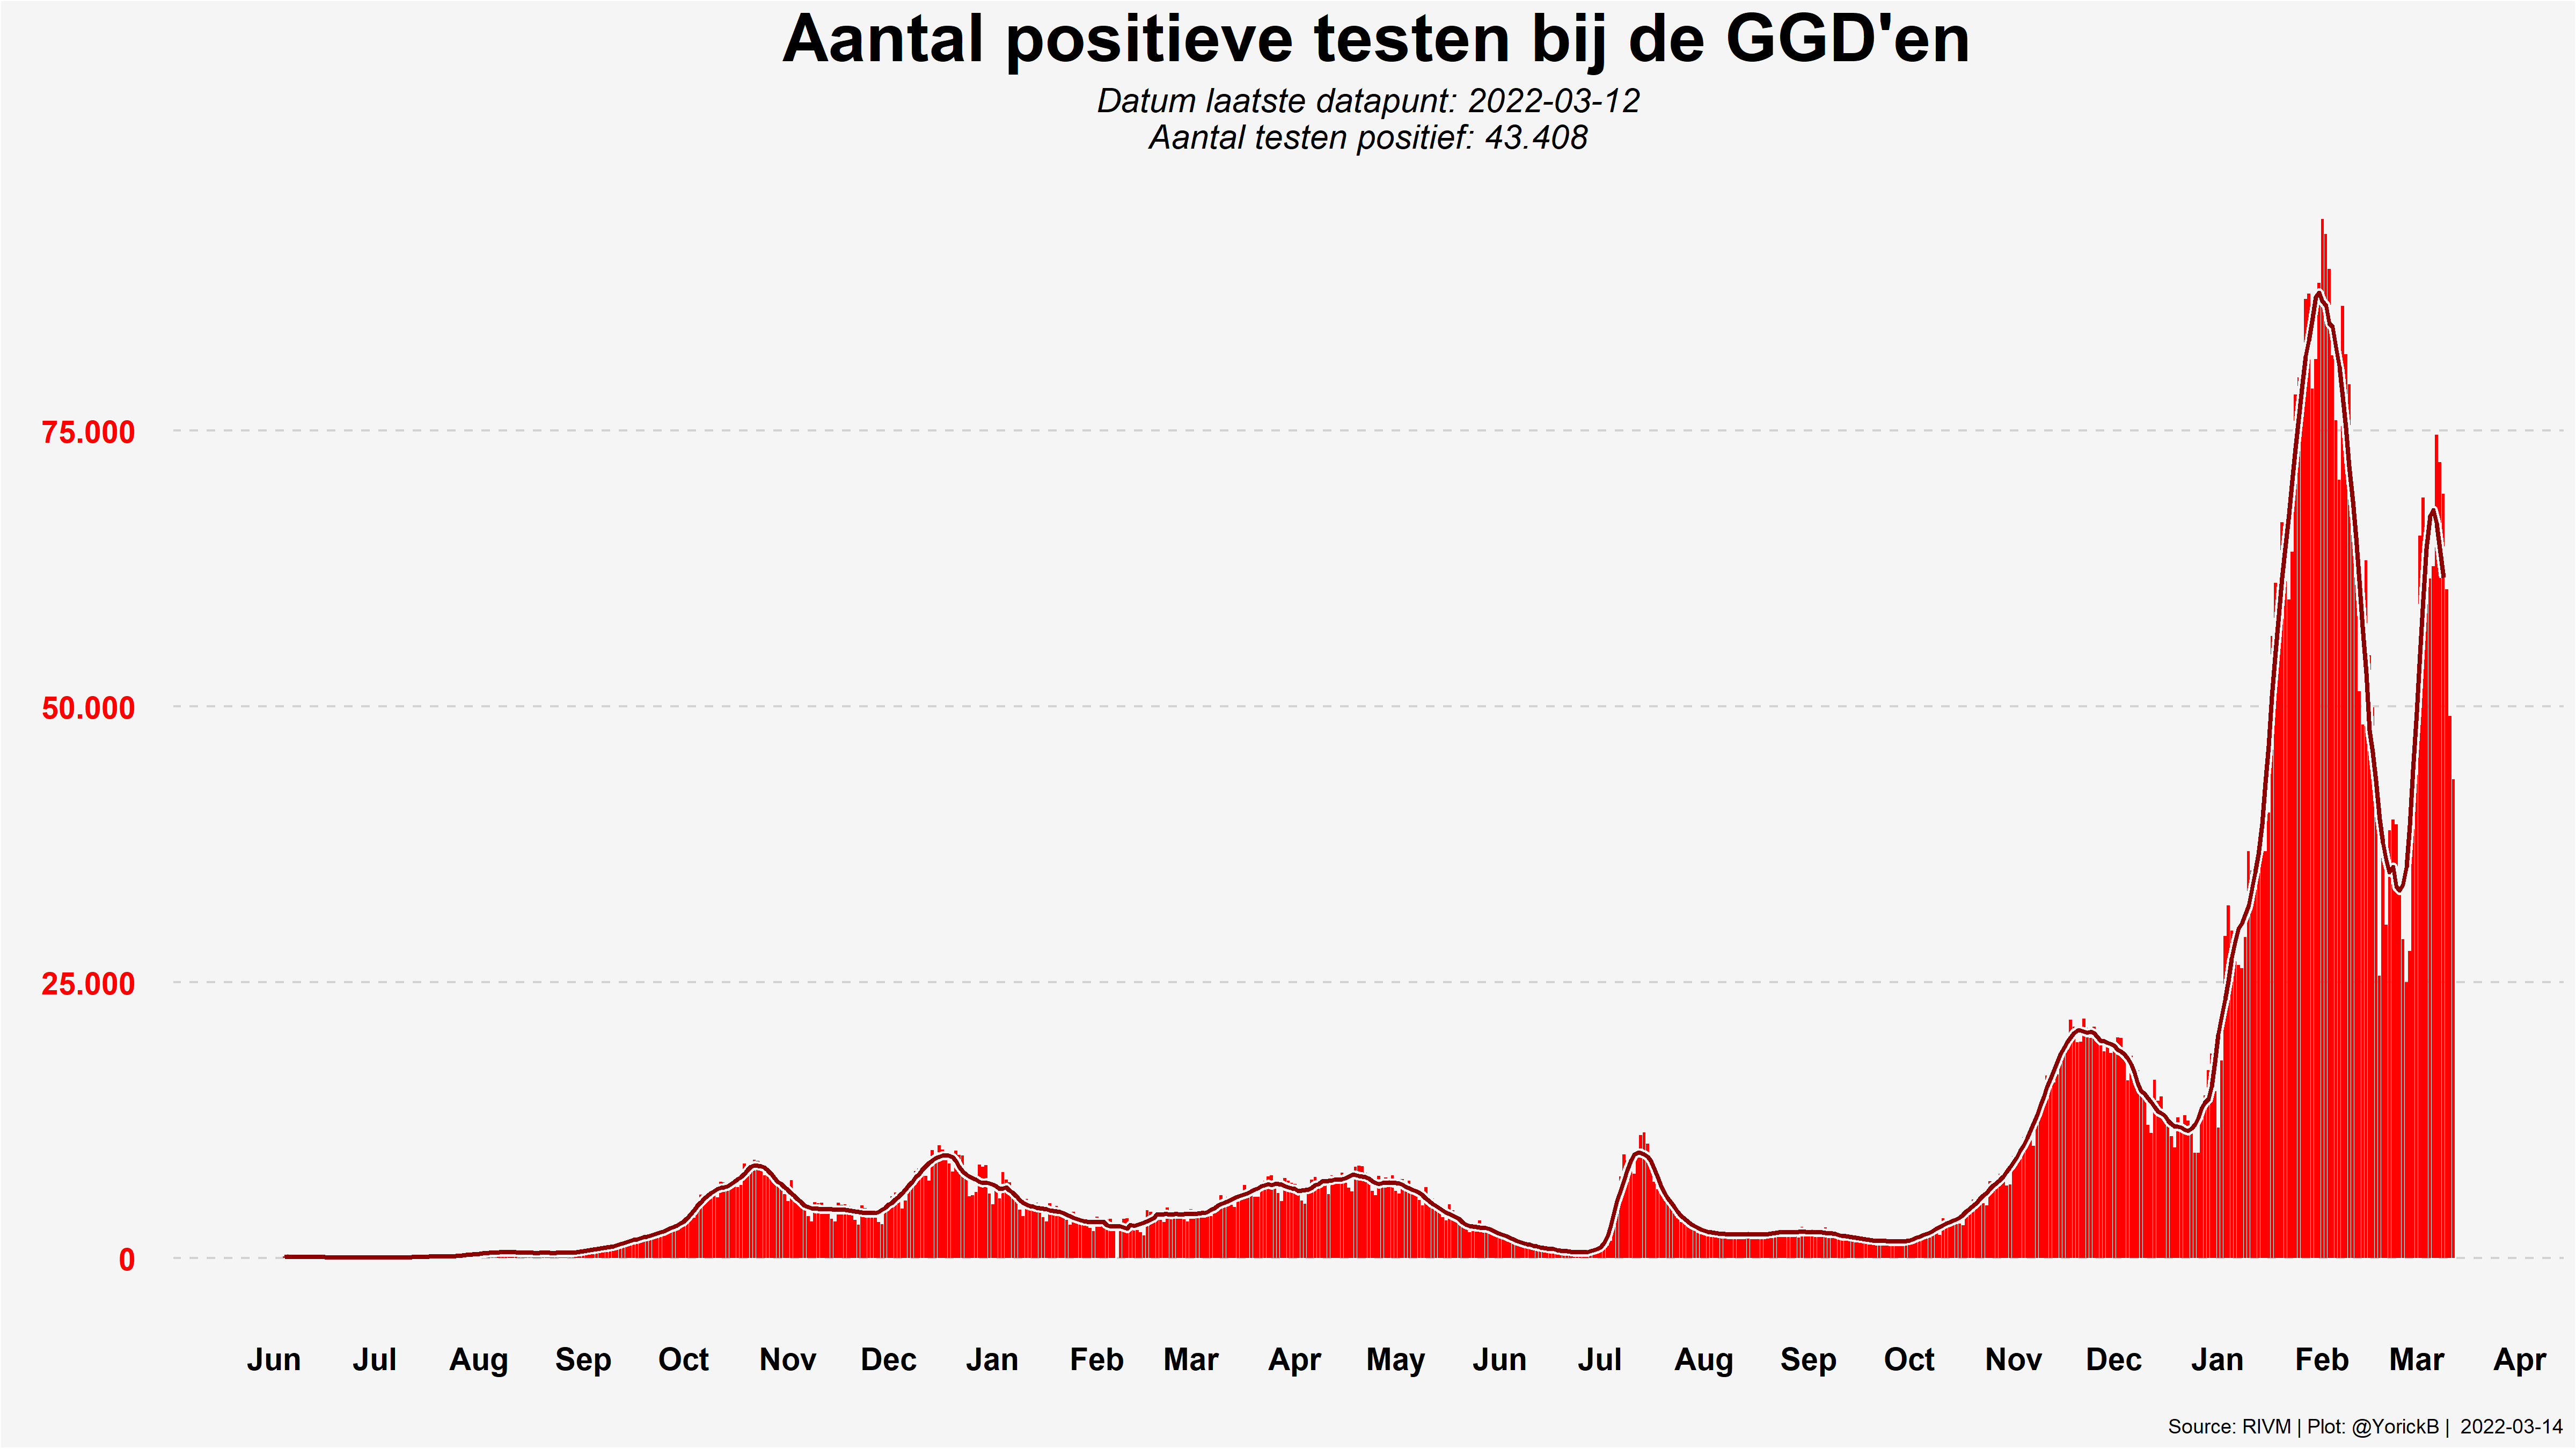 Aantal positieve testen bij de GGD'en
Datum laatste datapunt: 2022-03-12
Aantal testen positief: 43.408
75.000
50.000
25.000
0
Jun Jul Aug Sep Oct Nov Dec Jan Feb Mar Apr May Jun Jul Aug Sep Oct Nov Dec Jan Feb Mar Apr
Source: RIVM | Plot: @YorickB | 2022-03-14